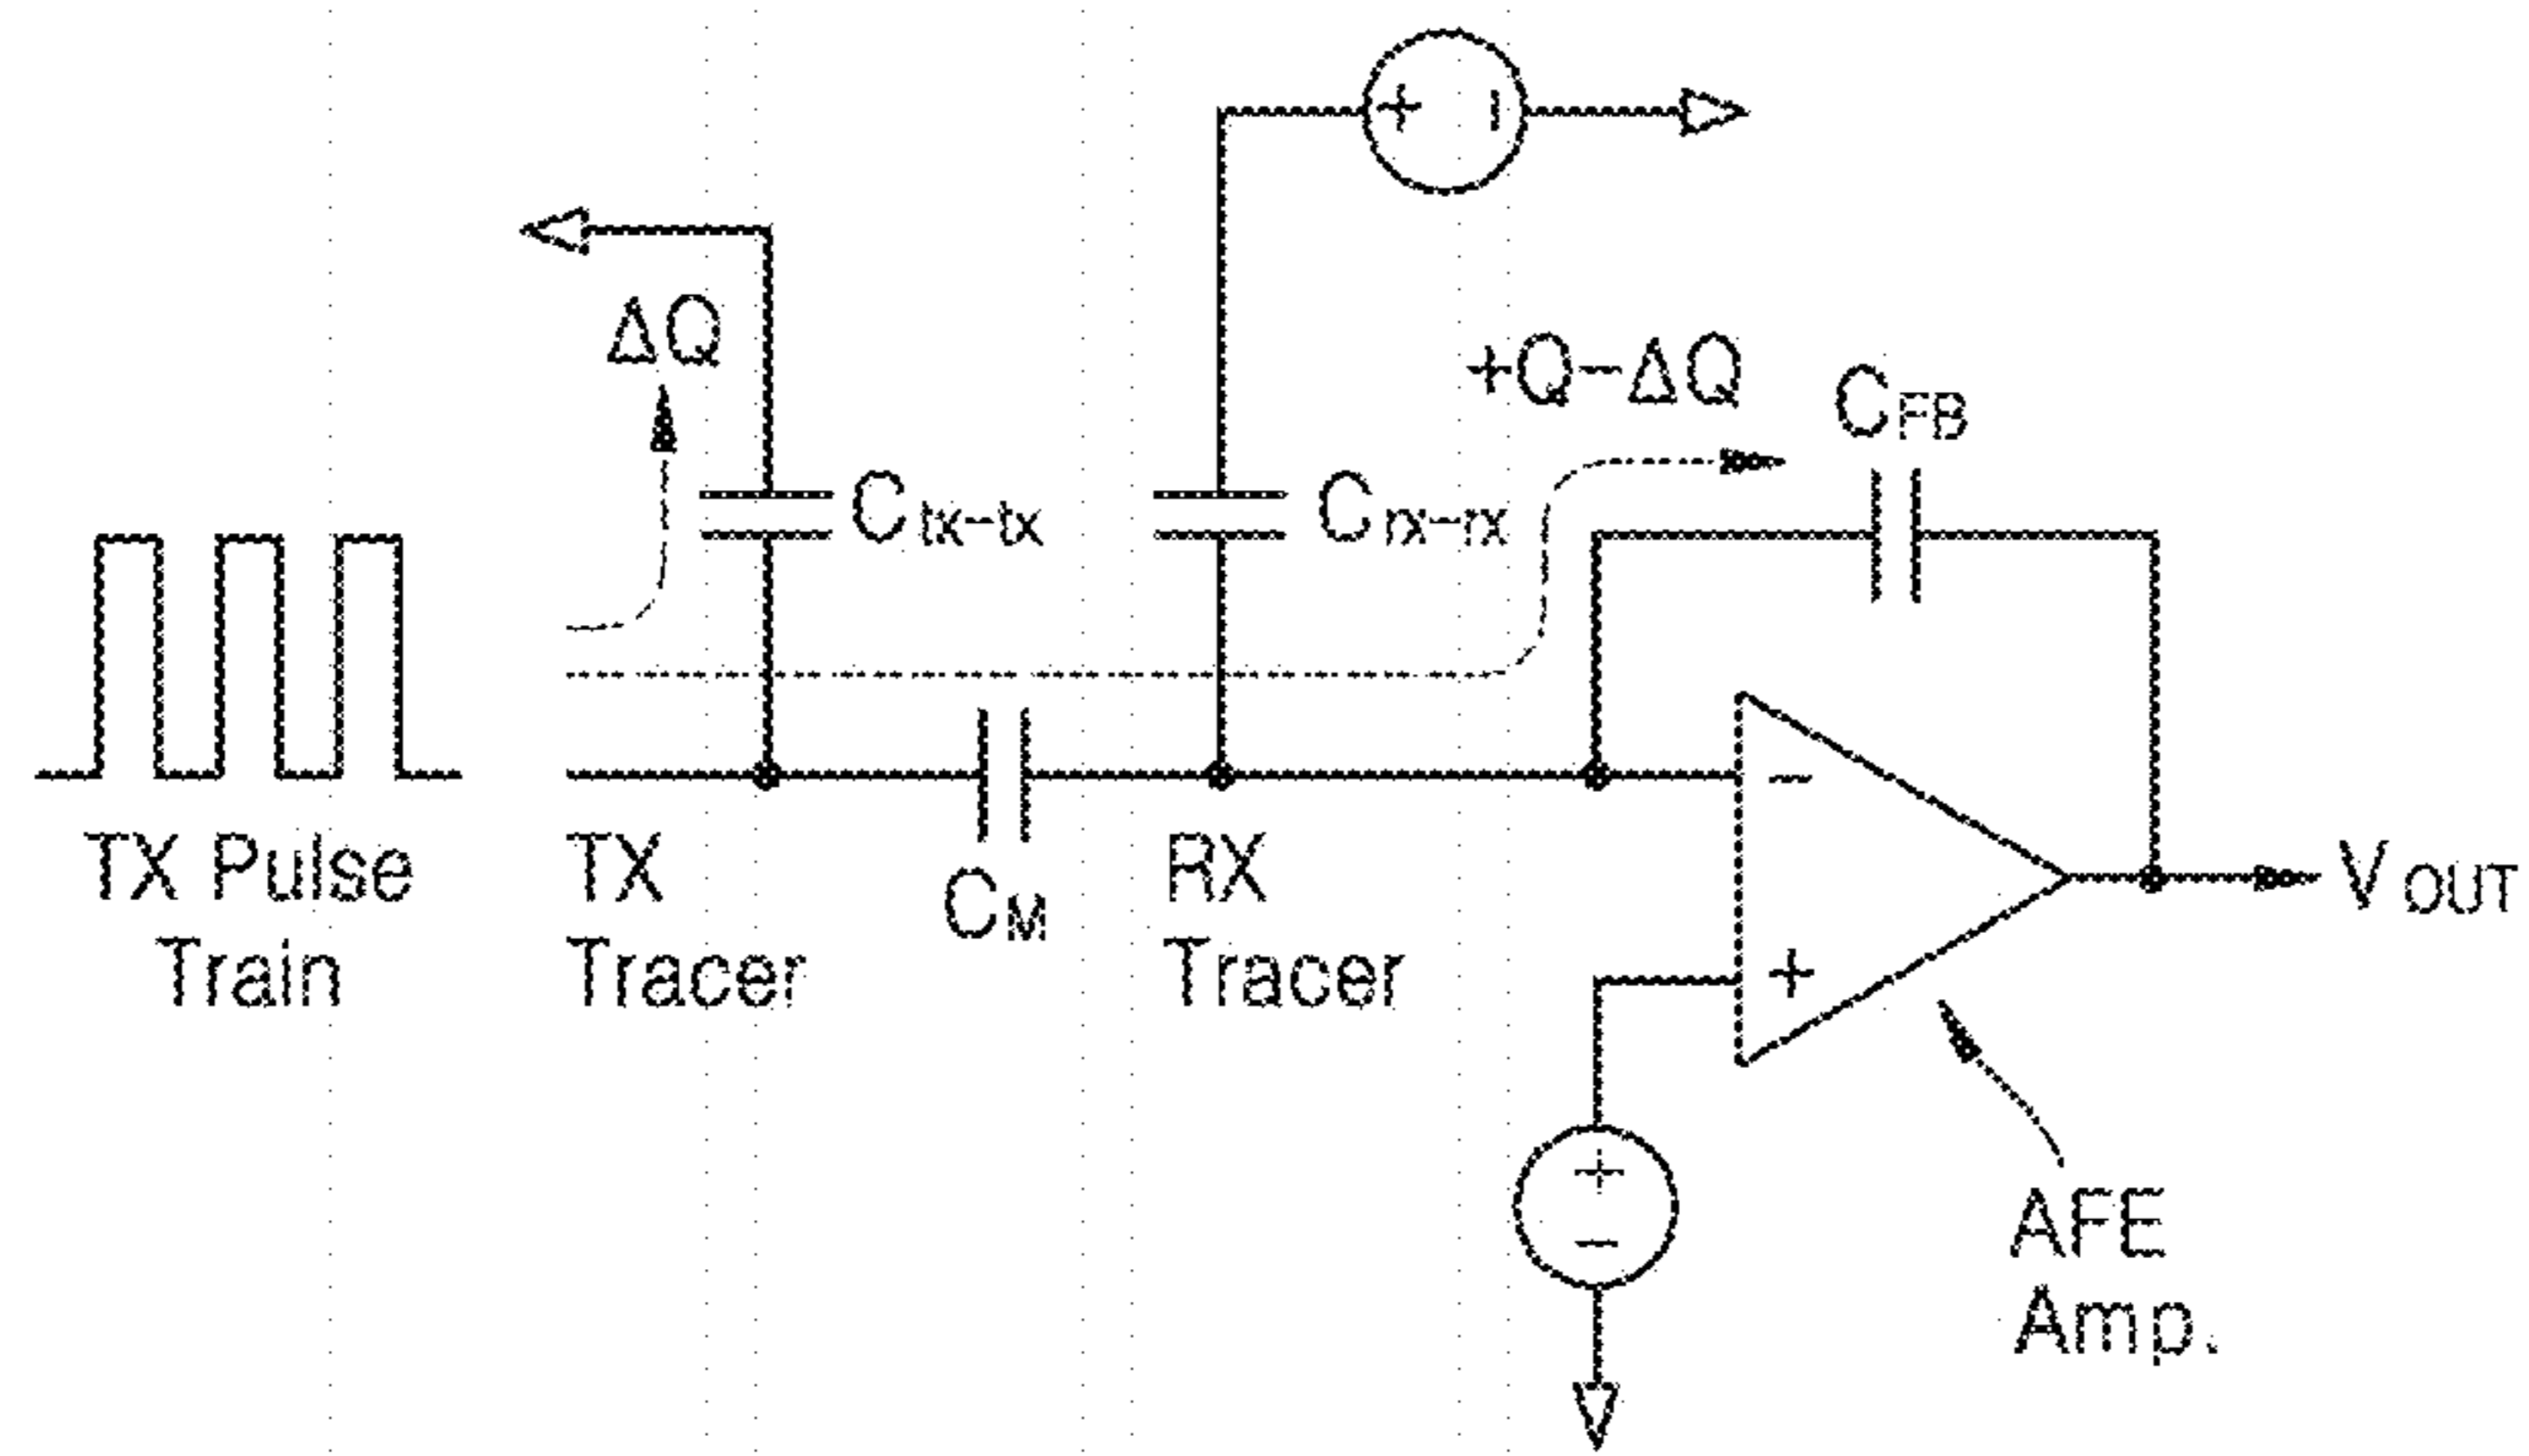 + -
ΔQ
+Q-ΔQ
CFB
Ctx-tx
Crx-rx
TX Pulse
Train
TX
Tracer
CM
RX
Tracer
-
+
VOUT
+
-
AFE
Amp.